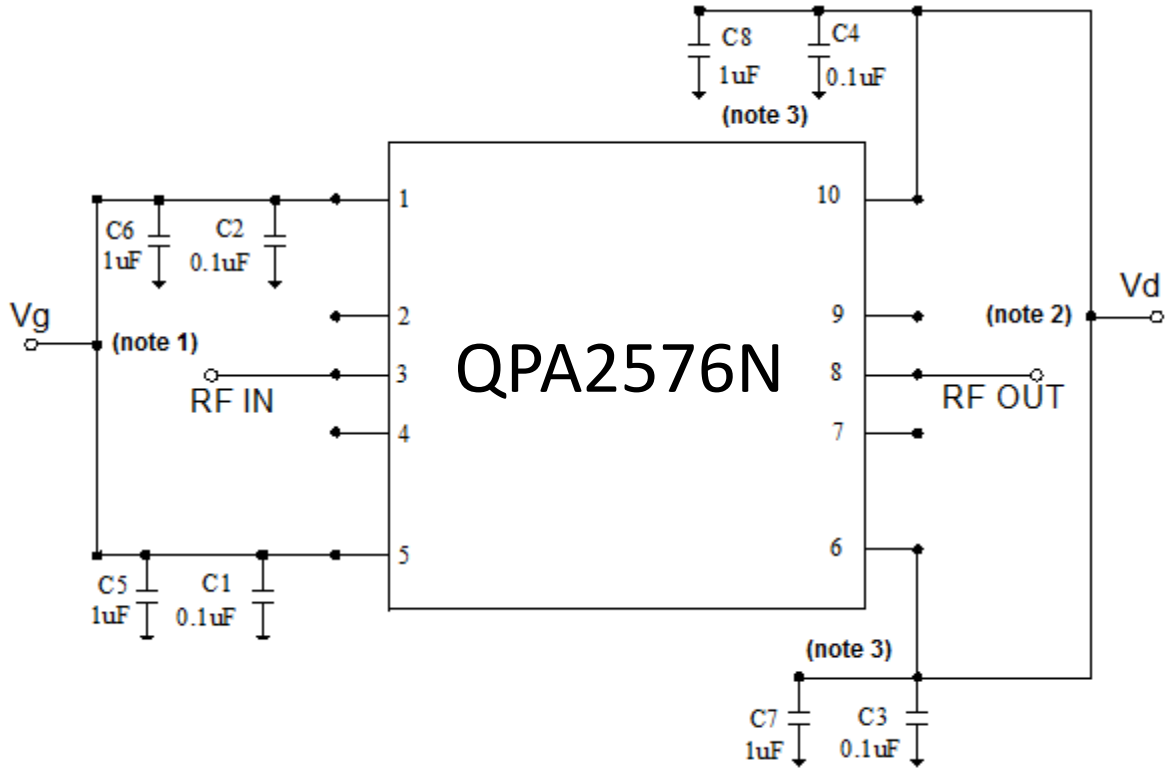 C8
1uF
C4
0.1uF
(note 3)
1
10
C6
1uF
C2
0.1uF
2
9
Vg
(note 1)
(note 2)
Vd
QPA2576N
3
8
RF IN
RF OUT
4
7
5
6
C5
1uF
C1
0.1uF
(note 3)
C7
1uF
C3
0.1uF